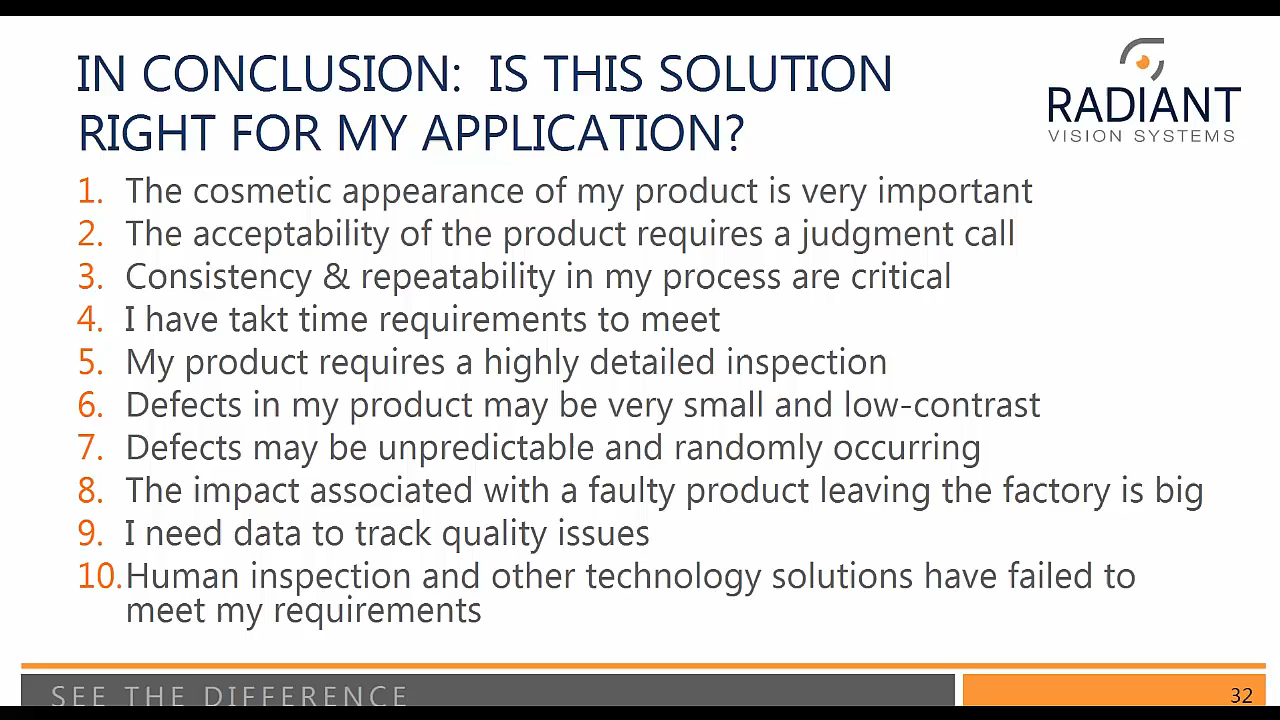 IN CONCLUSION: IS THIS SOLUTION
RIGHT FOR MY APPLICATION?
RADIANT
VISION SYSTEMS
1. The cosmetic appearance of my product is very important
2. The acceptability of the product requires a judgment call
3. Consistency & repeatability in my process are critical
4. I have takt time requirements to meet
5. My product requires a highly detailed inspection
6. Defects in my product may be very small and low-contrast
7. Defects may be unpredictable and randomly occurring
8. The impact associated with a faulty product leaving the factory is big
9. I need data to track quality issues
10. Human inspection and other technology solutions have failed to
meet my requirements
SEE THE DIFFERENCE
32